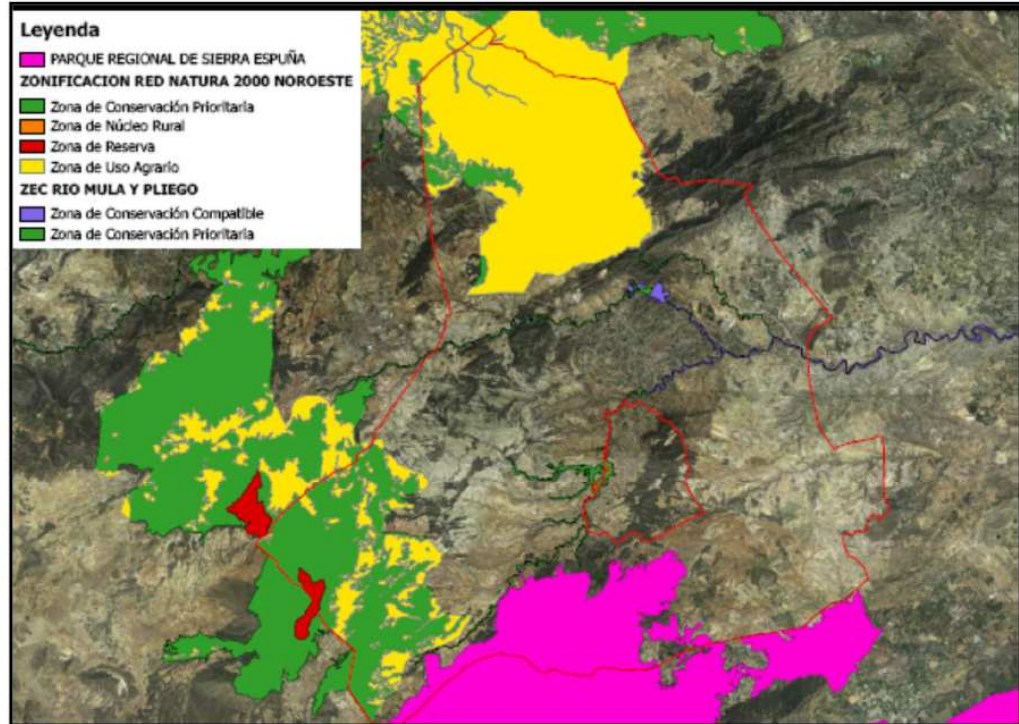 Leyenda
PARQUE REGIONAL DE SIERRA ESPUÑA
ZONIFICACION RED NATURA 2000 NOROESTE
Zona de Conservación Prioritaria
Zona de Núcleo Rural
Zona de Reserva
Zona de Uso Agrario
ZEC RIO MULA Y PLIEGO
Zona de Conservación Compatible
Zona de Conservación Prioritaria